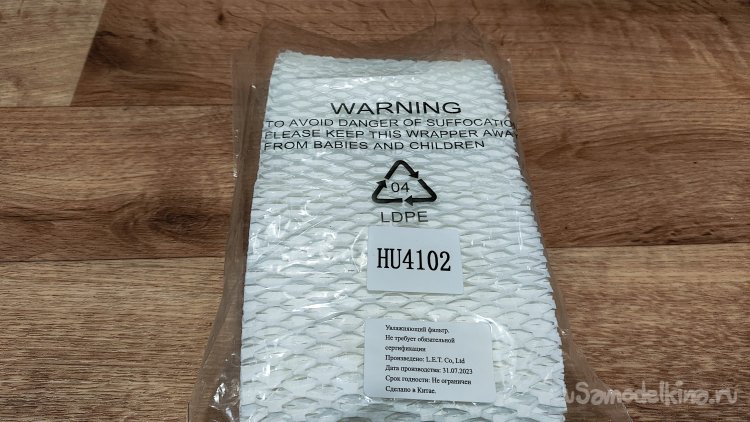 WARNING
TO AVOID DANGER OF SUFFOCATIO
PLEASE KEEP THIS WRAPPER AWA
FROM BABIES AND CHILDREN
04
LDPE
HU4102
Увлажняющий фильтр.
Не требует обязательной
сертификации
Произведено: L.E.T. Co, Ltd
Дата производства: 31.07.2023
Срок годности: Не ограничен
Сделано в Китае.
uSamodelkino.ru